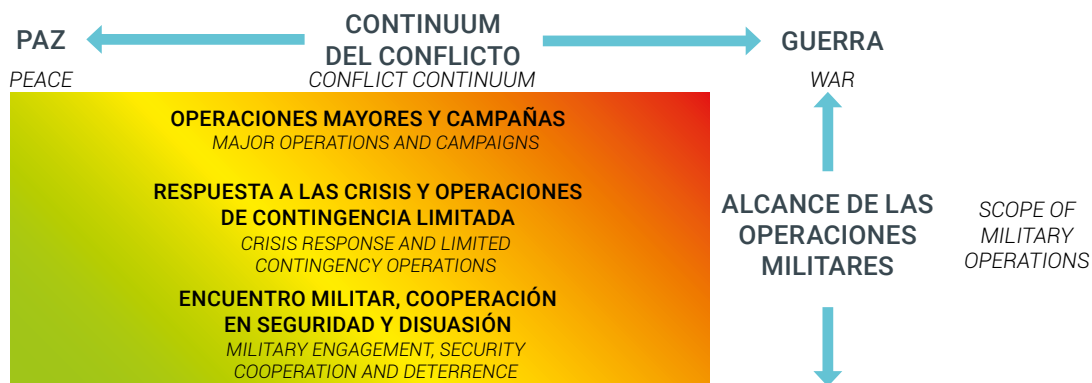 PAZ
CONTINUUM
DEL CONFLICTO
GUERRA
PEACE
CONFLICT CONTINUUM
WAR
OPERACIONES MAYORES Y CAMPAÑAS
MAJOR OPERATIONS AND CAMPAIGNS
RESPUESTA A LAS CRISIS Y OPERACIONES
DE CONTINGENCIA LIMITADA
CRISIS RESPONSE AND LIMITED
CONTINGENCY OPERATIONS
ENCUENTRO MILITAR, COOPERACIÓN
EN SEGURIDAD Y DISUASIÓN
MILITARY ENGAGEMENT, SECURITY
COOPERATION AND DETERRENCE
ALCANCE DE LAS
OPERACIONES
MILITARES
SCOPE OF
MILITARY
OPERATIONS